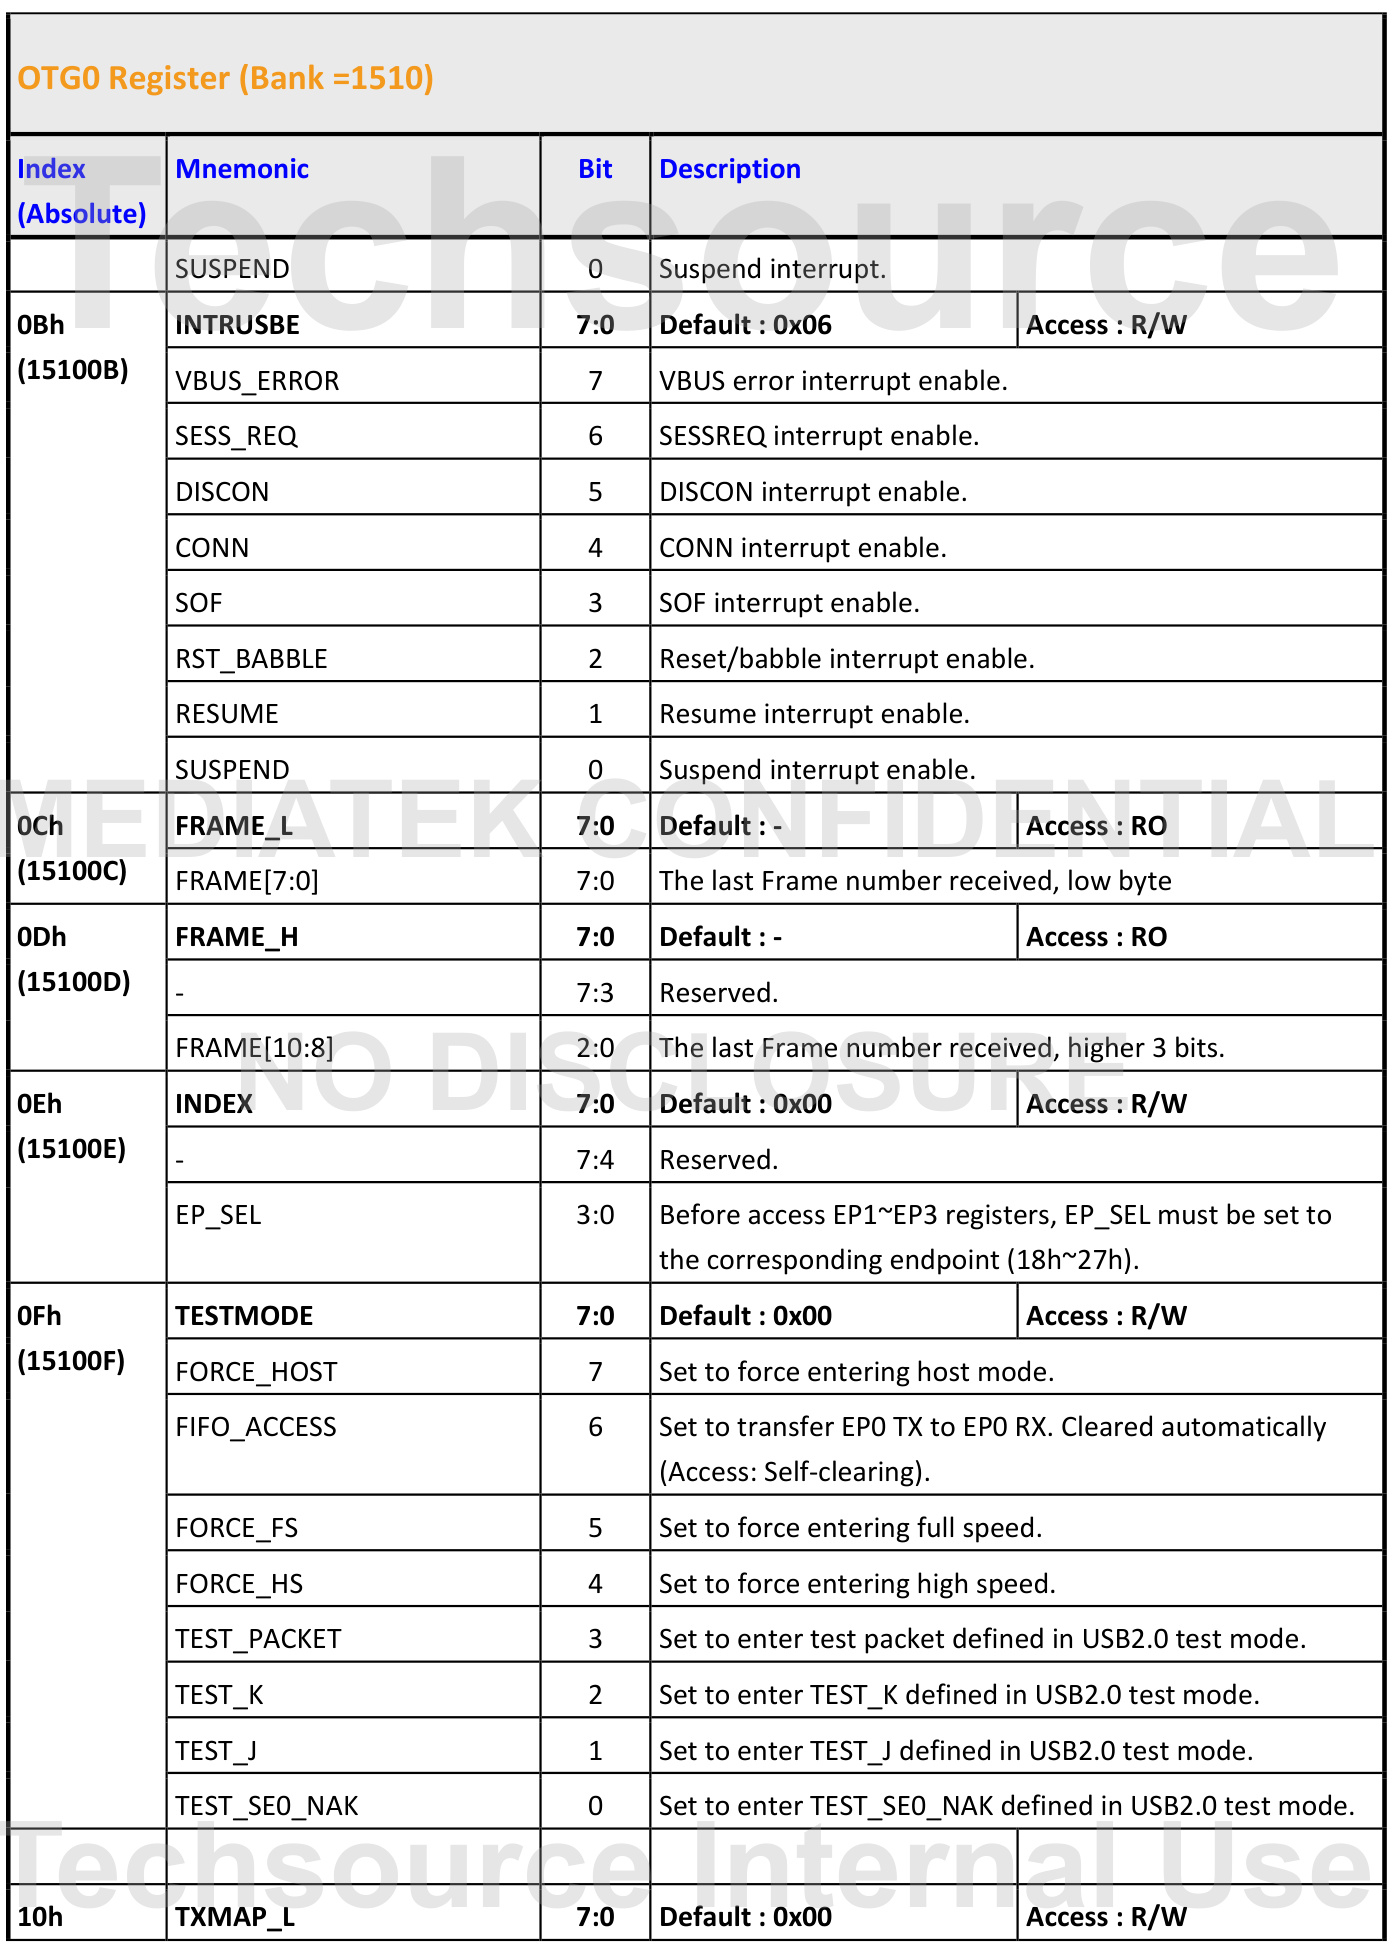 OTG0 Register (Bank =1510)
Index (Absolute) Mnemonic Bit Description
SUSPEND 0 Suspend interrupt.
0Bh (15100B) INTRUSBE 7:0 Default : 0x06 Access : R/W
VBUS_ERROR 7 VBUS error interrupt enable.
SESS_REQ 6 SESSREQ interrupt enable.
DISCON 5 DISCON interrupt enable.
CONN 4 CONN interrupt enable.
SOF 3 SOF interrupt enable.
RST_BABBLE 2 Reset/babble interrupt enable.
RESUME 1 Resume interrupt enable.
SUSPEND 0 Suspend interrupt enable.
0Ch (15100C) FRAME_L 7:0 Default : - Access : RO
FRAME[7:0] 7:0 The last Frame number received, low byte
0Dh (15100D) FRAME_H 7:0 Default : - Access : RO
- 7:3 Reserved.
FRAME[10:8] 2:0 The last Frame number received, higher 3 bits.
0Eh (15100E) INDEX 7:0 Default : 0x00 Access : R/W
- 7:4 Reserved.
EP_SEL 3:0 Before access EP1~EP3 registers, EP_SEL must be set to
the corresponding endpoint (18h~27h).
0Fh (15100F) TESTMODE 7:0 Default : 0x00 Access : R/W
FORCE_HOST 7 Set to force entering host mode.
FIFO_ACCESS 6 Set to transfer EP0 TX to EP0 RX. Cleared automatically
(Access: Self-clearing).
FORCE_FS 5 Set to force entering full speed.
FORCE_HS 4 Set to force entering high speed.
TEST_PACKET 3 Set to enter test packet defined in USB2.0 test mode.
TEST_K 2 Set to enter TEST_K defined in USB2.0 test mode.
TEST_J 1 Set to enter TEST_J defined in USB2.0 test mode.
TEST_SE0_NAK 0 Set to enter TEST_SE0_NAK defined in USB2.0 test mode.
10h TXMAP_L 7:0 Default : 0x00 Access : R/W
Techsource
MEDIATEK CONFIDENTIAL
NO DISCLOSURE
Techsource Internal Use